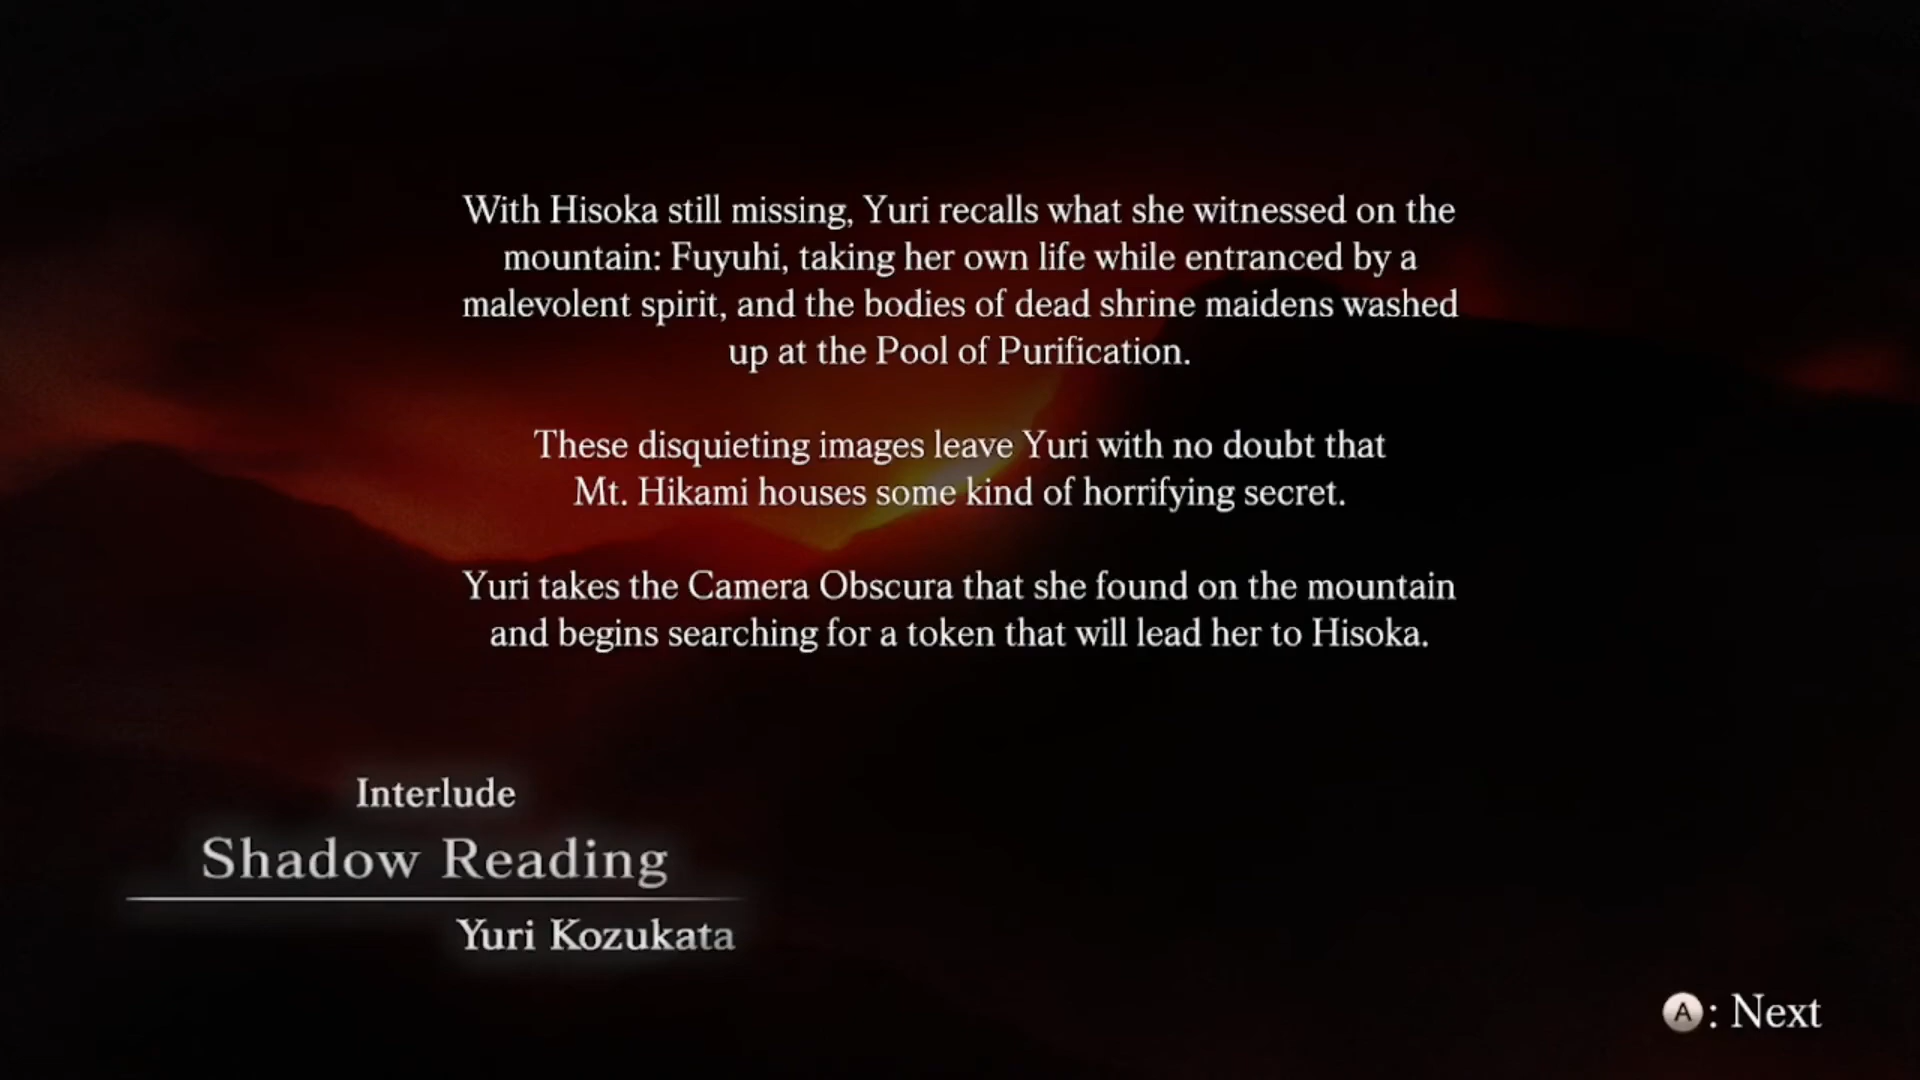 With Hisoka still missing, Yuri recalls what she witnessed on the
mountain: Fuyuhi, taking her own life while entranced by a
malevolent spirit, and the bodies of dead shrine maidens washed
up at the Pool of Purification.
These disquieting images leave Yuri with no doubt that
Mt. Hikami houses some kind of horrifying secret.
Yuri takes the Camera Obscura that she found on the mountain
and begins searching for a token that will lead her to Hisoka.
Interlude
Shadow Reading
Yuri Kozukata
A: Next